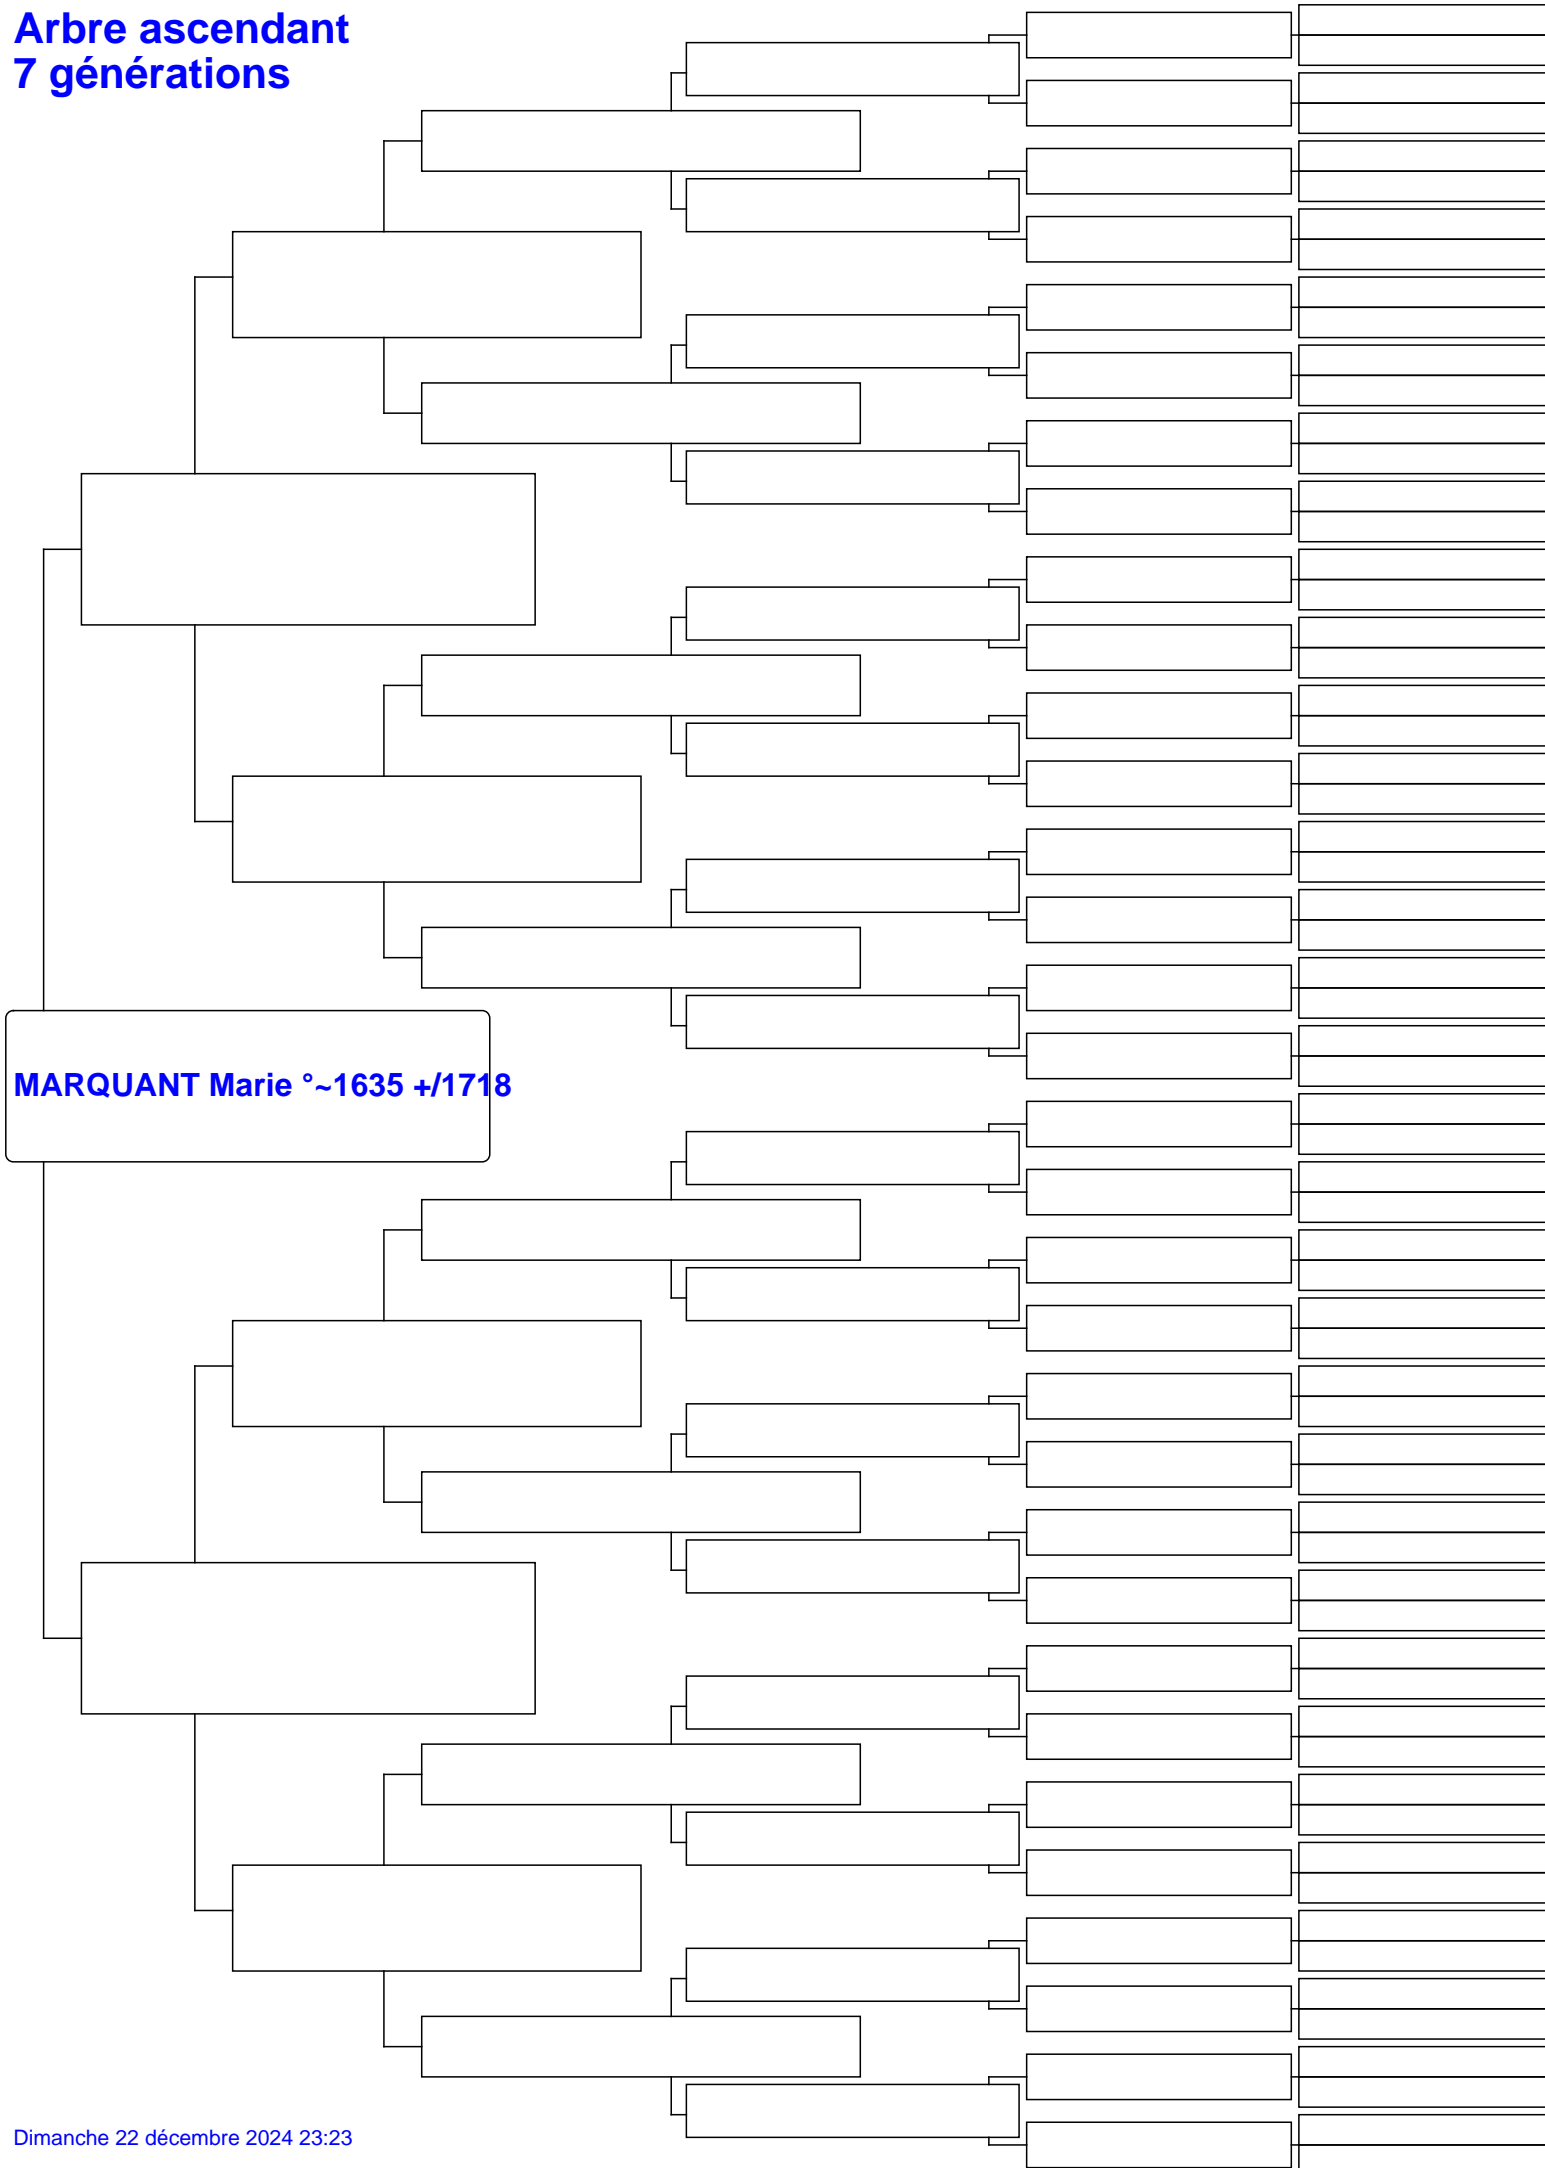 Arbre ascendant
7 générations
MARQUANT Marie °~1635 +/1718
Dimanche 22 décembre 2024 23:23